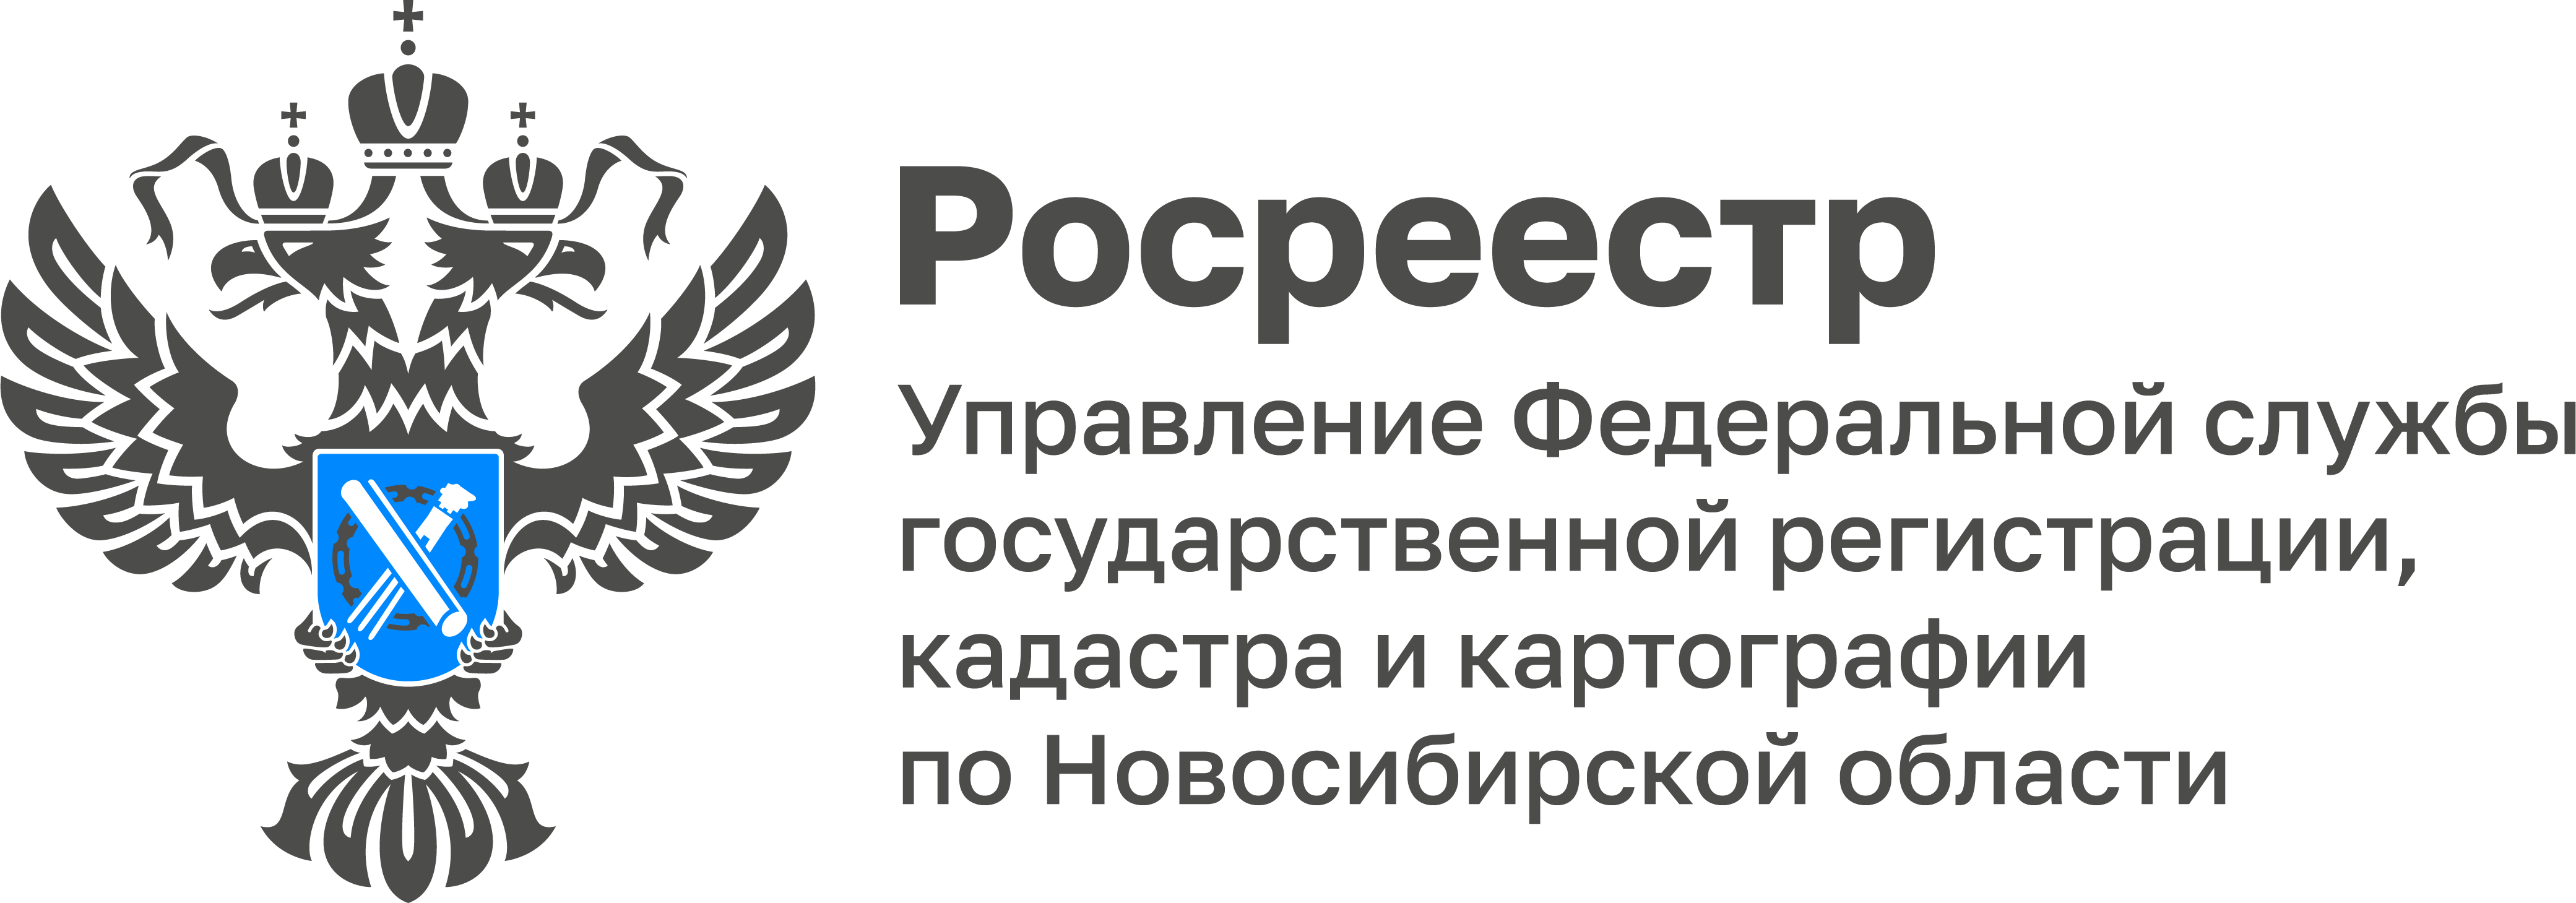 Росреестр
Управление Федеральной службы
государственной регистрации,
кадастра и картографии
по Новосибирской области